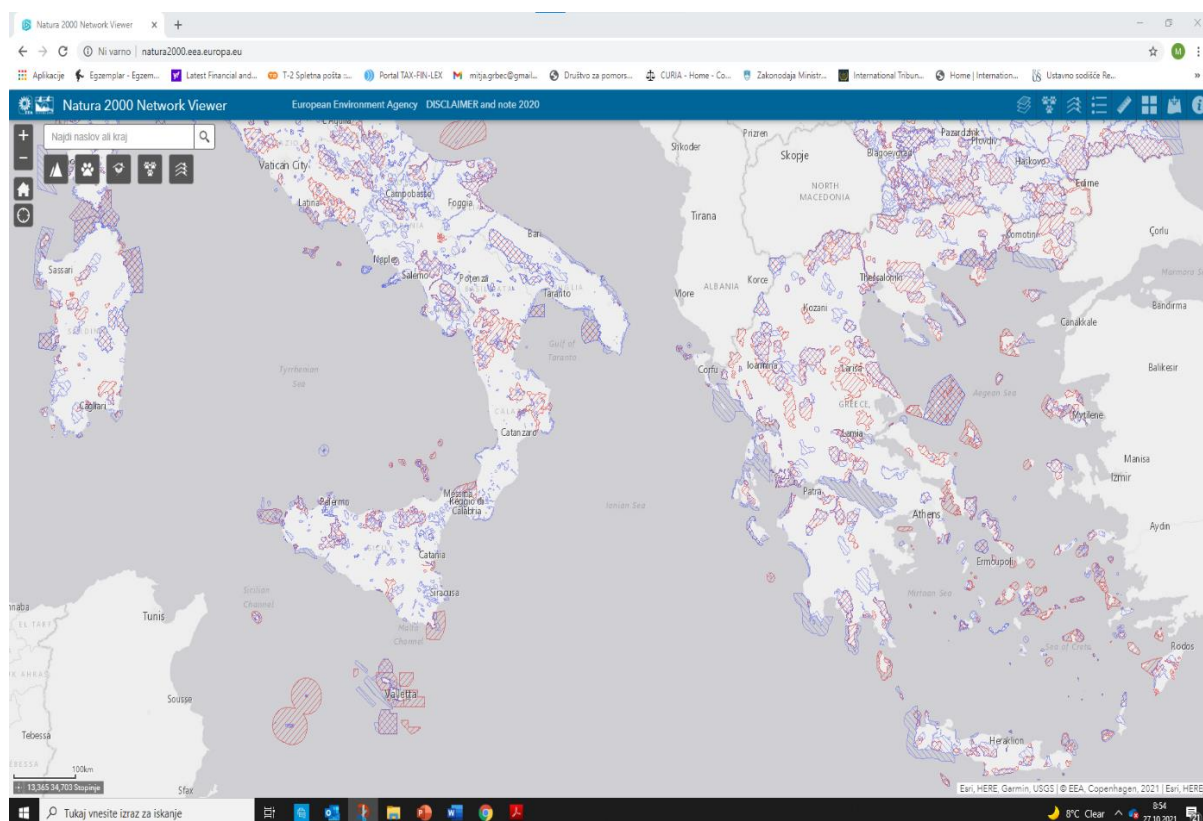 Natura 2000 Network Viewer
Ni varno | natura2000.eea.europa.eu
M
Aplikacije Egzemplar - Egzem... Latest Financial and... T-2 Spletna pošta :... Portal TAX-FIN-LEX mitja.grbec@gmail... Društvo za pomors... CURIA - Home - Co... Zakonodaja Ministr... International Tribun... Home | Internation... Ustavno sodišče Re... »
Natura 2000 Network Viewer European Environment Agency DISCLAIMER and note 2020
Najdi naslov ali kraj
Vatican City
Latina
Campobasso
Foggia
Naples
Salerno
Potenza
Bari
Taranto
Gulf of Taranto
Sassari
Cagliari
Tyrrhenian Sea
Catanzaro
Messina
Reggio di Calabria
Palermo
Catania
Siracusa
Sicilian Channel
Malta Channel
Valletta
Ionian Sea
Tunis
Sousse
Sfax
Tebessa
Prizren
Skopje
NORTH MACEDONIA
Tirana
ALBANIA
Vlore
Korce
Corfu
Ioannina
Kozani
Larisa
GREECE
Lamia
Patra
Athens
Ermoupoli
Mirtoan Sea
Sea of Crete
Heraklion
Rodos
Aegean Sea
Mytilene
Thessaloniki
Blagoevgrad
Pazardzhik
Plovdiv
Haskovo
Edirne
Komotini
Çorlu
Bandirma
Canakkale
Balikesir
Manisa
Izmir
Aydin
100km
13,365 34,703 Stopinje
Esri, HERE, Garmin, USGS | © EEA, Copenhagen, 2021 | Esri, HERE
Tukaj vnesite izraz za iskanje
8°C Clear
8:54
27.10.2021